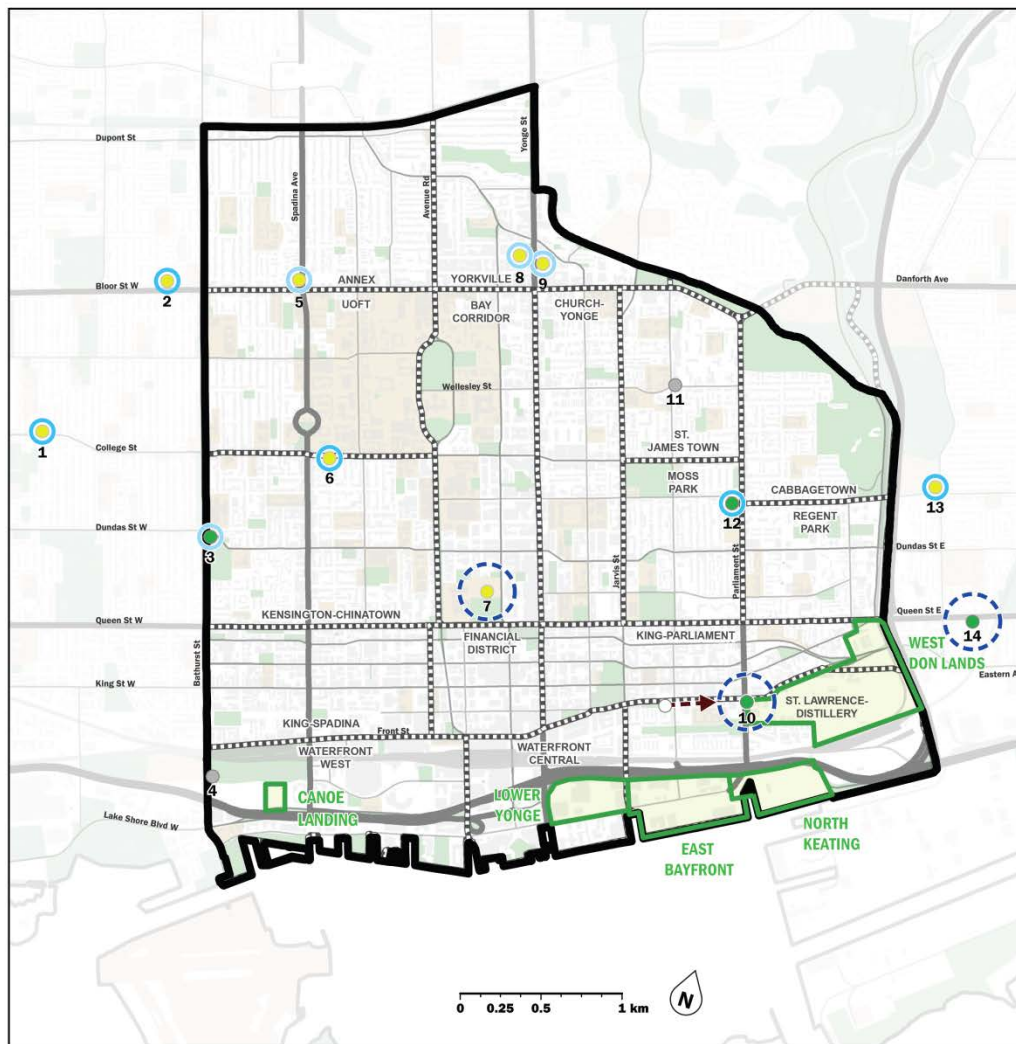 Dupont St
Yonge St
Spadina Ave
Avenue Rd
8
9
2
5
ANNEX
YORKVILLE
Bloor St W
Danforth Ave
UOFT
BAY
CORRIDOR
CHURCH-
YONGE
Wellesley St
11
1
College St
6
ST.
JAMES TOWN
MOSS
PARK
CABBAGETOWN
12
13
REGENT
PARK
Dundas St W
3
Dundas St E
Jarvis St
Parliament St
7
KENSINGTON-CHINATOWN
Queen St W
Queen St E
14
FINANCIAL
DISTRICT
KING-PARLIAMENT
WEST
DON LANDS
Bathurst St
King St W
Eastern A
10
ST. LAWRENCE-
DISTILLERY
KING-SPADINA
Front St
WATERFRONT
WEST
WATERFRONT
CENTRAL
4
CANOE
LANDING
LOWER
YONGE
Lake Shore Blvd W
NORTH
KEATING
EAST
BAYFRONT
0 0.25 0.5 1 km
N